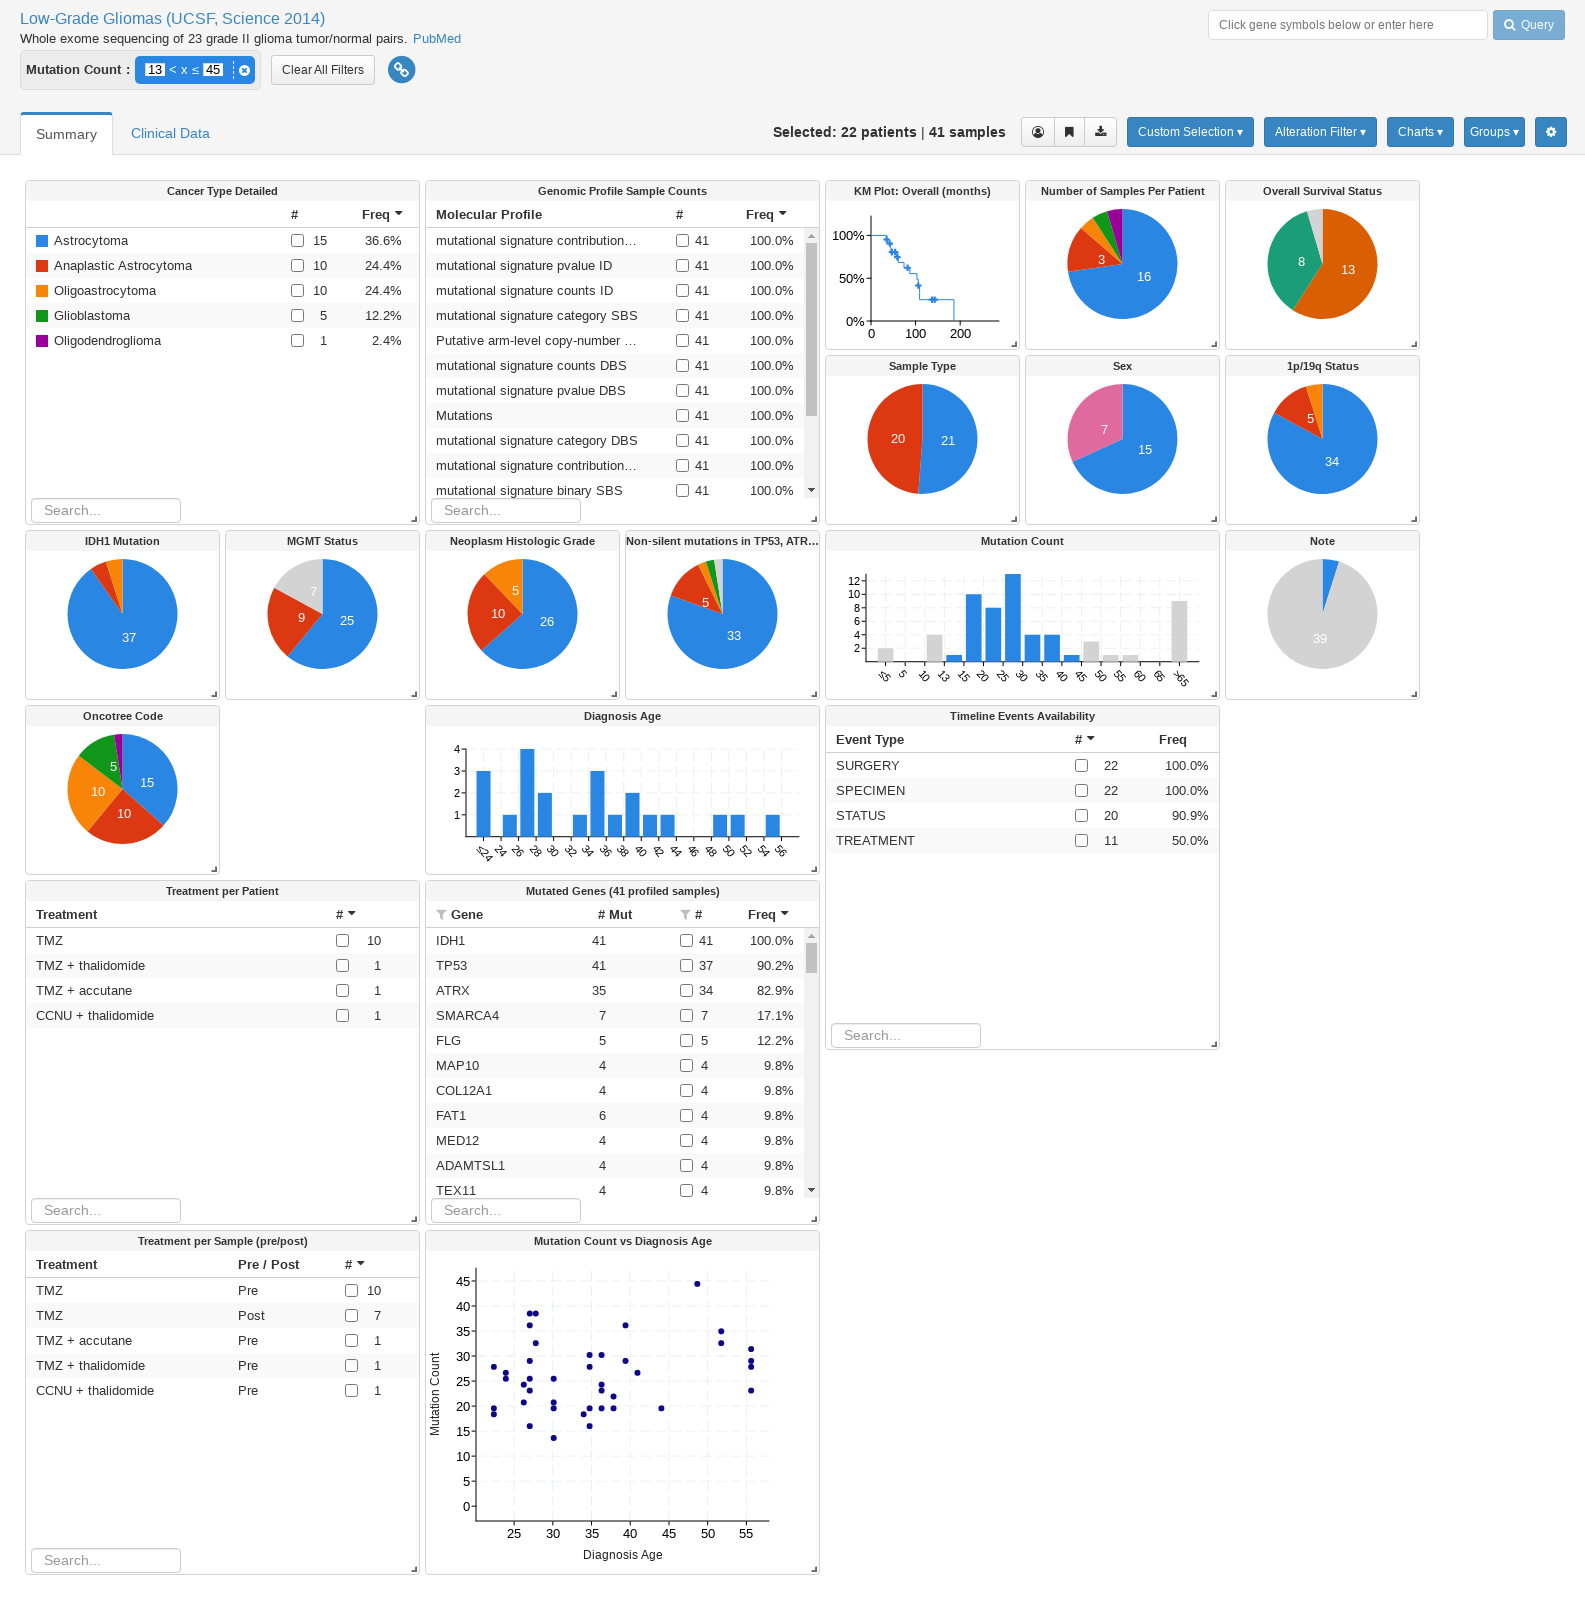 Low-Grade Gliomas (UCSF, Science 2014)
Whole exome sequencing of 23 grade II glioma tumor/normal pairs. PubMed
Click gene symbols below or enter here
Query
Mutation Count : 13 < x ≤ 45
Clear All Filters
Summary
Clinical Data
Selected: 22 patients | 41 samples
Custom Selection ▾
Alteration Filter ▾
Charts ▾
Groups ▾
Cancer Type Detailed
# Freq
Astrocytoma 15 36.6%
Anaplastic Astrocytoma 10 24.4%
Oligoastrocytoma 10 24.4%
Glioblastoma 5 12.2%
Oligodendroglioma 1 2.4%
Search...
Genomic Profile Sample Counts
Molecular Profile # Freq
mutational signature contribution… 41 100.0%
mutational signature pvalue ID 41 100.0%
mutational signature counts ID 41 100.0%
mutational signature category SBS 41 100.0%
Putative arm-level copy-number … 41 100.0%
mutational signature counts DBS 41 100.0%
mutational signature pvalue DBS 41 100.0%
Mutations 41 100.0%
mutational signature category DBS 41 100.0%
mutational signature contribution… 41 100.0%
mutational signature binary SBS 41 100.0%
Search...
KM Plot: Overall (months)
100%
50%
0%
0 100 200
Number of Samples Per Patient
3
16
Overall Survival Status
8
13
Sample Type
20
21
Sex
7
15
1p/19q Status
5
34
IDH1 Mutation
37
MGMT Status
7
9
25
Neoplasm Histologic Grade
5
10
26
Non-silent mutations in TP53, ATR…
5
33
Mutation Count
12
10
8
6
4
2
≤5 5 10 13 15 20 25 30 35 40 45 50 55 60 65 >65
Note
39
Oncotree Code
5
15
10
10
Diagnosis Age
4
3
2
1
≤24 24 26 28 30 32 34 36 38 40 42 44 46 48 50 52 54 56
Timeline Events Availability
Event Type # Freq
SURGERY 22 100.0%
SPECIMEN 22 100.0%
STATUS 20 90.9%
TREATMENT 11 50.0%
Search...
Treatment per Patient
Treatment #
TMZ 10
TMZ + thalidomide 1
TMZ + accutane 1
CCNU + thalidomide 1
Search...
Mutated Genes (41 profiled samples)
Gene # Mut # Freq
IDH1 41 41 100.0%
TP53 41 37 90.2%
ATRX 35 34 82.9%
SMARCA4 7 7 17.1%
FLG 5 5 12.2%
MAP10 4 4 9.8%
COL12A1 4 4 9.8%
FAT1 6 4 9.8%
MED12 4 4 9.8%
ADAMTSL1 4 4 9.8%
TEX11 4 4 9.8%
Search...
Treatment per Sample (pre/post)
Treatment Pre / Post #
TMZ Pre 10
TMZ Post 7
TMZ + accutane Pre 1
TMZ + thalidomide Pre 1
CCNU + thalidomide Pre 1
Search...
Mutation Count vs Diagnosis Age
Mutation Count
45
40
35
30
25
20
15
10
5
0
25 30 35 40 45 50 55
Diagnosis Age